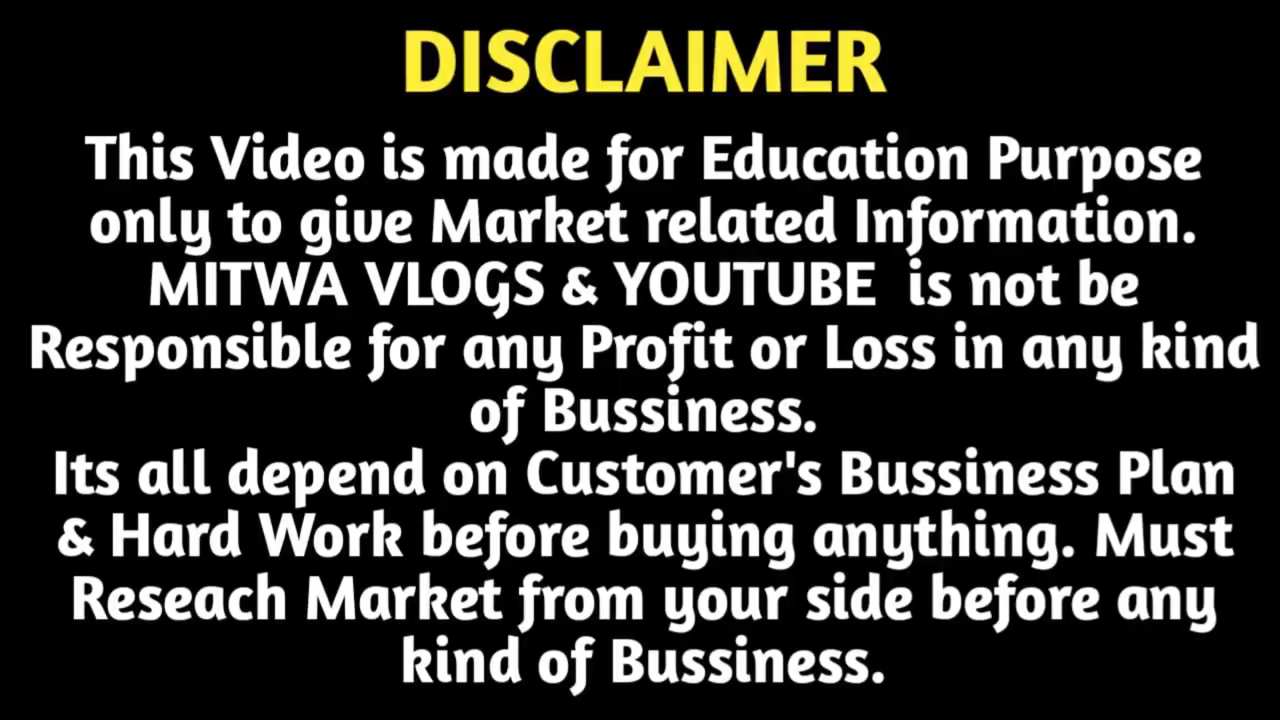 DISCLAIMER
This Video is made for Education Purpose
only to give Market related Information.
MITWA VLOGS & YOUTUBE is not be
Responsible for any Profit or Loss in any kind
of Bussiness.
Its all depend on Customer's Bussiness Plan
& Hard Work before buying anything. Must
Reseach Market from your side before any
kind of Bussiness.